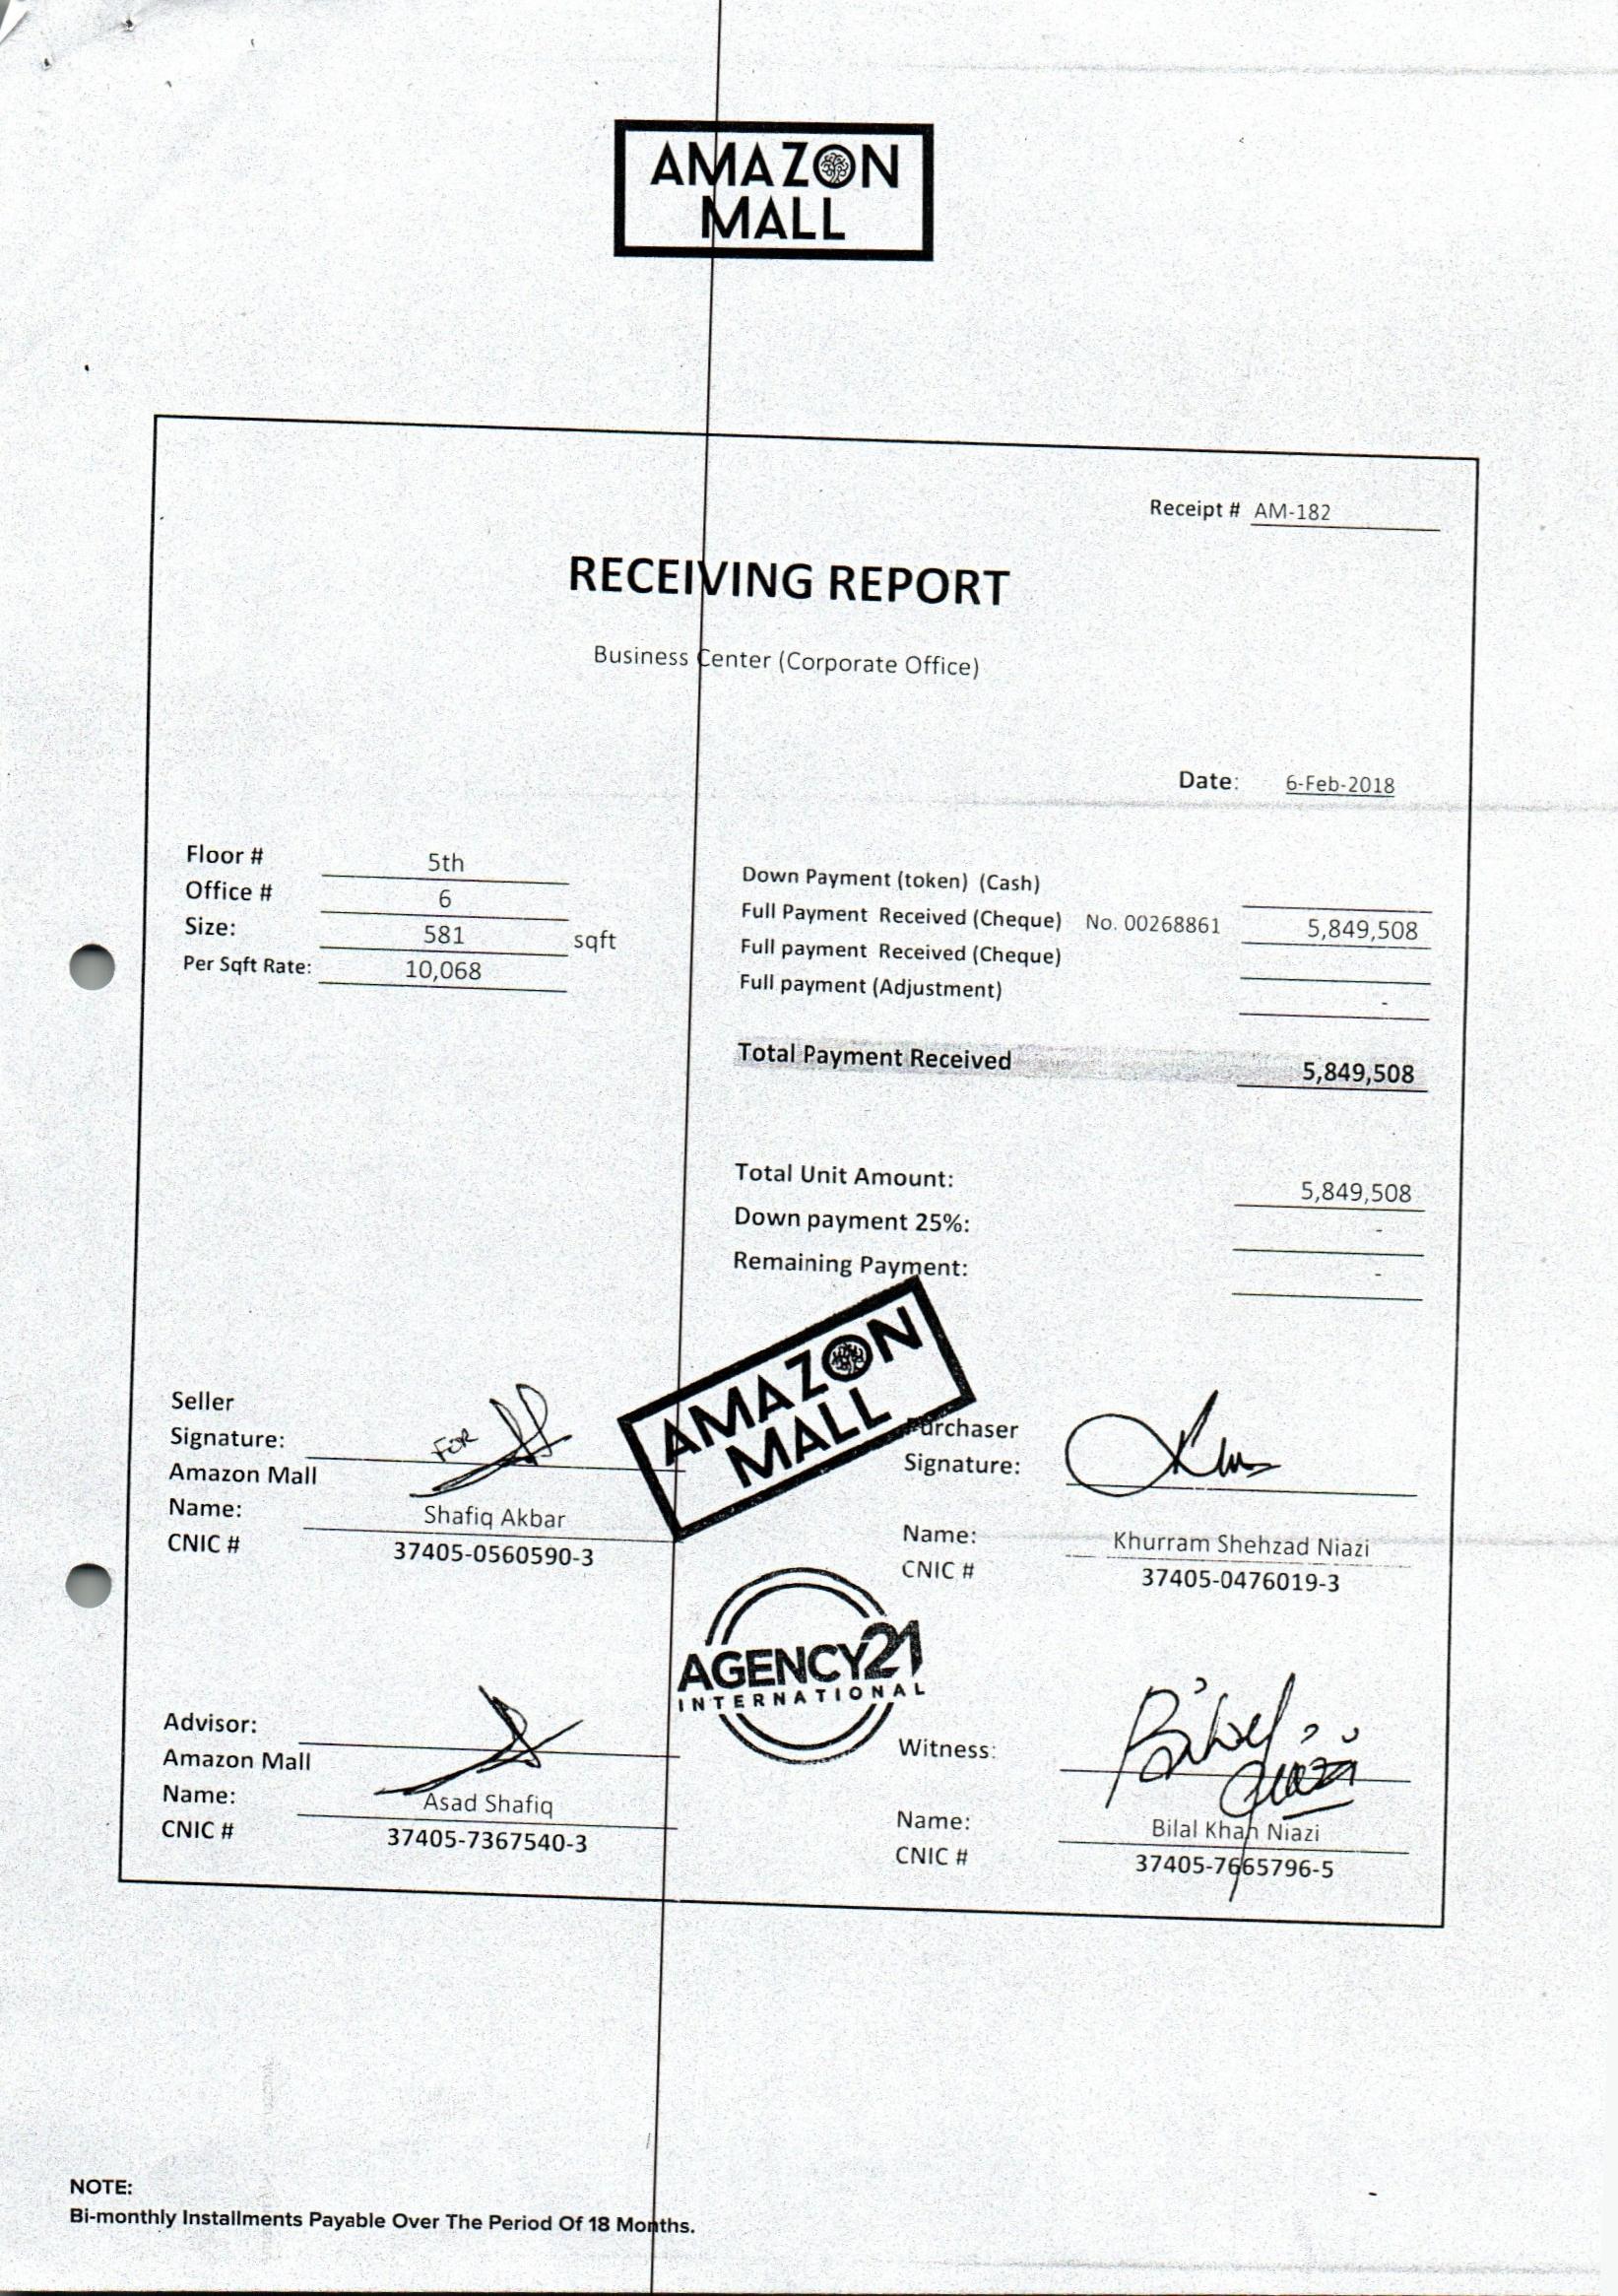 AMAZON
MALL
Receipt # AM-182
RECEIVING REPORT
Business Center (Corporate Office)
Date: 6-Feb-2018
Floor # 5th
Office # 6
Size: 581 sqft
Per Sqft Rate: 10,068
Down Payment (token) (Cash)
Full Payment Received (Cheque) No. 00268861 5,849,508
Full payment Received (Cheque)
Full payment (Adjustment) -
Total Payment Received 5,849,508
Total Unit Amount: 5,849,508
Down payment 25%: -
Remaining Payment: -
AMAZON
MALL
Seller
Signature: FOR
Amazon Mall
Name: Shafiq Akbar
CNIC # 37405-0560590-3
Purchaser
Signature:
Name: Khurram Shehzad Niazi
CNIC # 37405-0476019-3
AGENCY21
INTERNATIONAL
Advisor:
Amazon Mall
Name: Asad Shafiq
CNIC # 37405-7367540-3
Witness: Bilal Niazi
Name: Bilal Khan Niazi
CNIC # 37405-7665796-5
NOTE:
Bi-monthly Installments Payable Over The Period Of 18 Months.